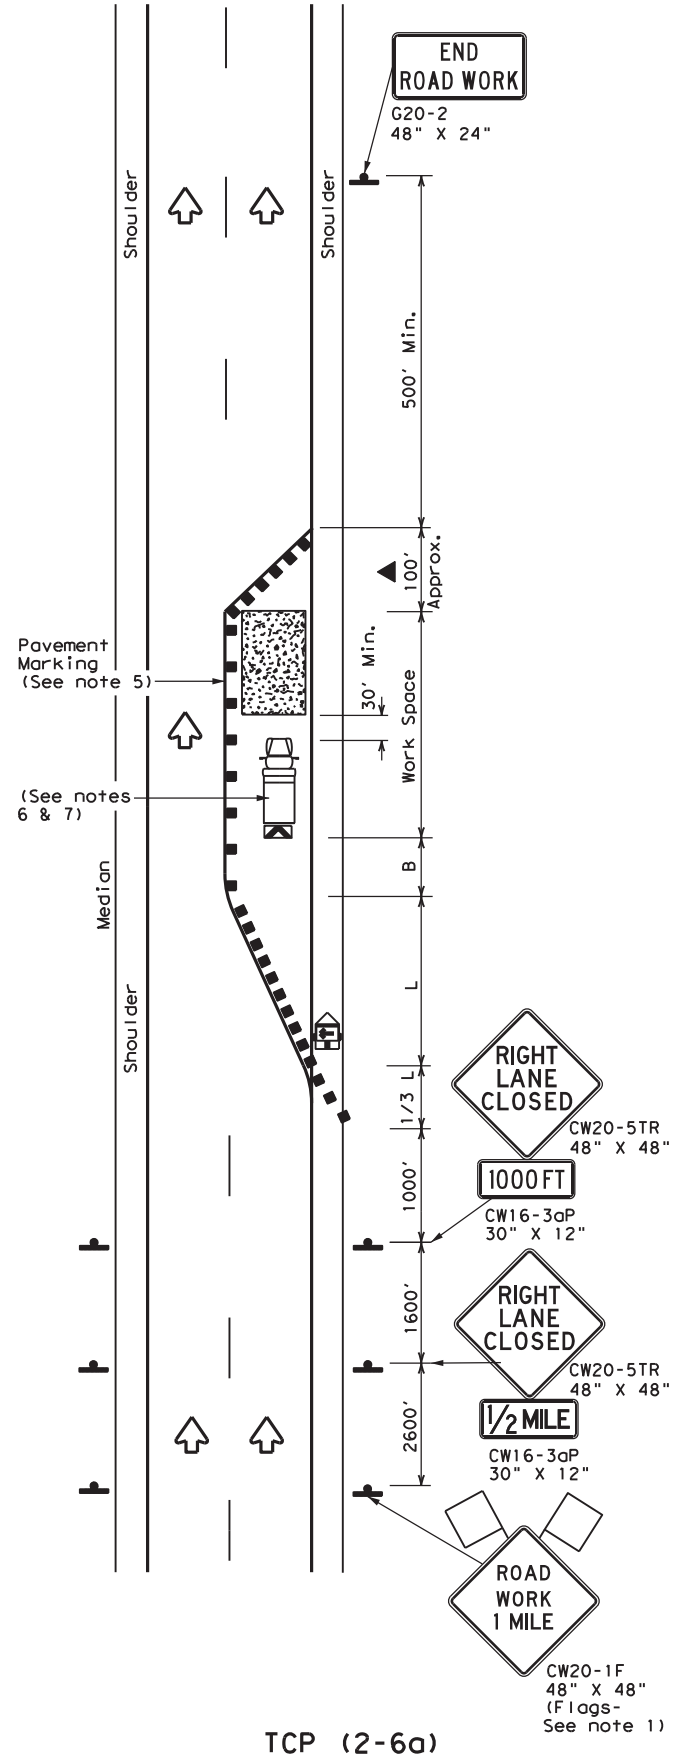 END
ROAD WORK
G20-2
48" X 24"
Shoulder
Shoulder
500' Min.
100'
Approx.
Pavement
Marking
(See note 5)
30' Min.
Work Space
(See notes
6 & 7)
B
Median
L
Shoulder
RIGHT
LANE
CLOSED
1/3 L
CW20-5TR
48" X 48"
1000 FT
1000'
CW16-3aP
30" X 12"
RIGHT
LANE
CLOSED
1600'
CW20-5TR
48" X 48"
1/2 MILE
2600'
CW16-3aP
30" X 12"
ROAD
WORK
1 MILE
CW20-1F
48" X 48"
(Flags-
See note 1)
TCP (2-6a)